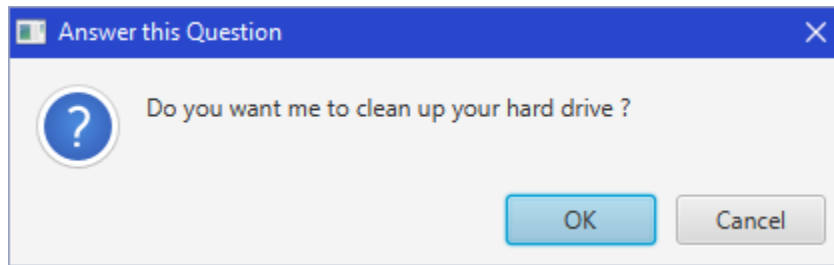 Answer this Question
?
Do you want me to clean up your hard drive ?
OK
Cancel